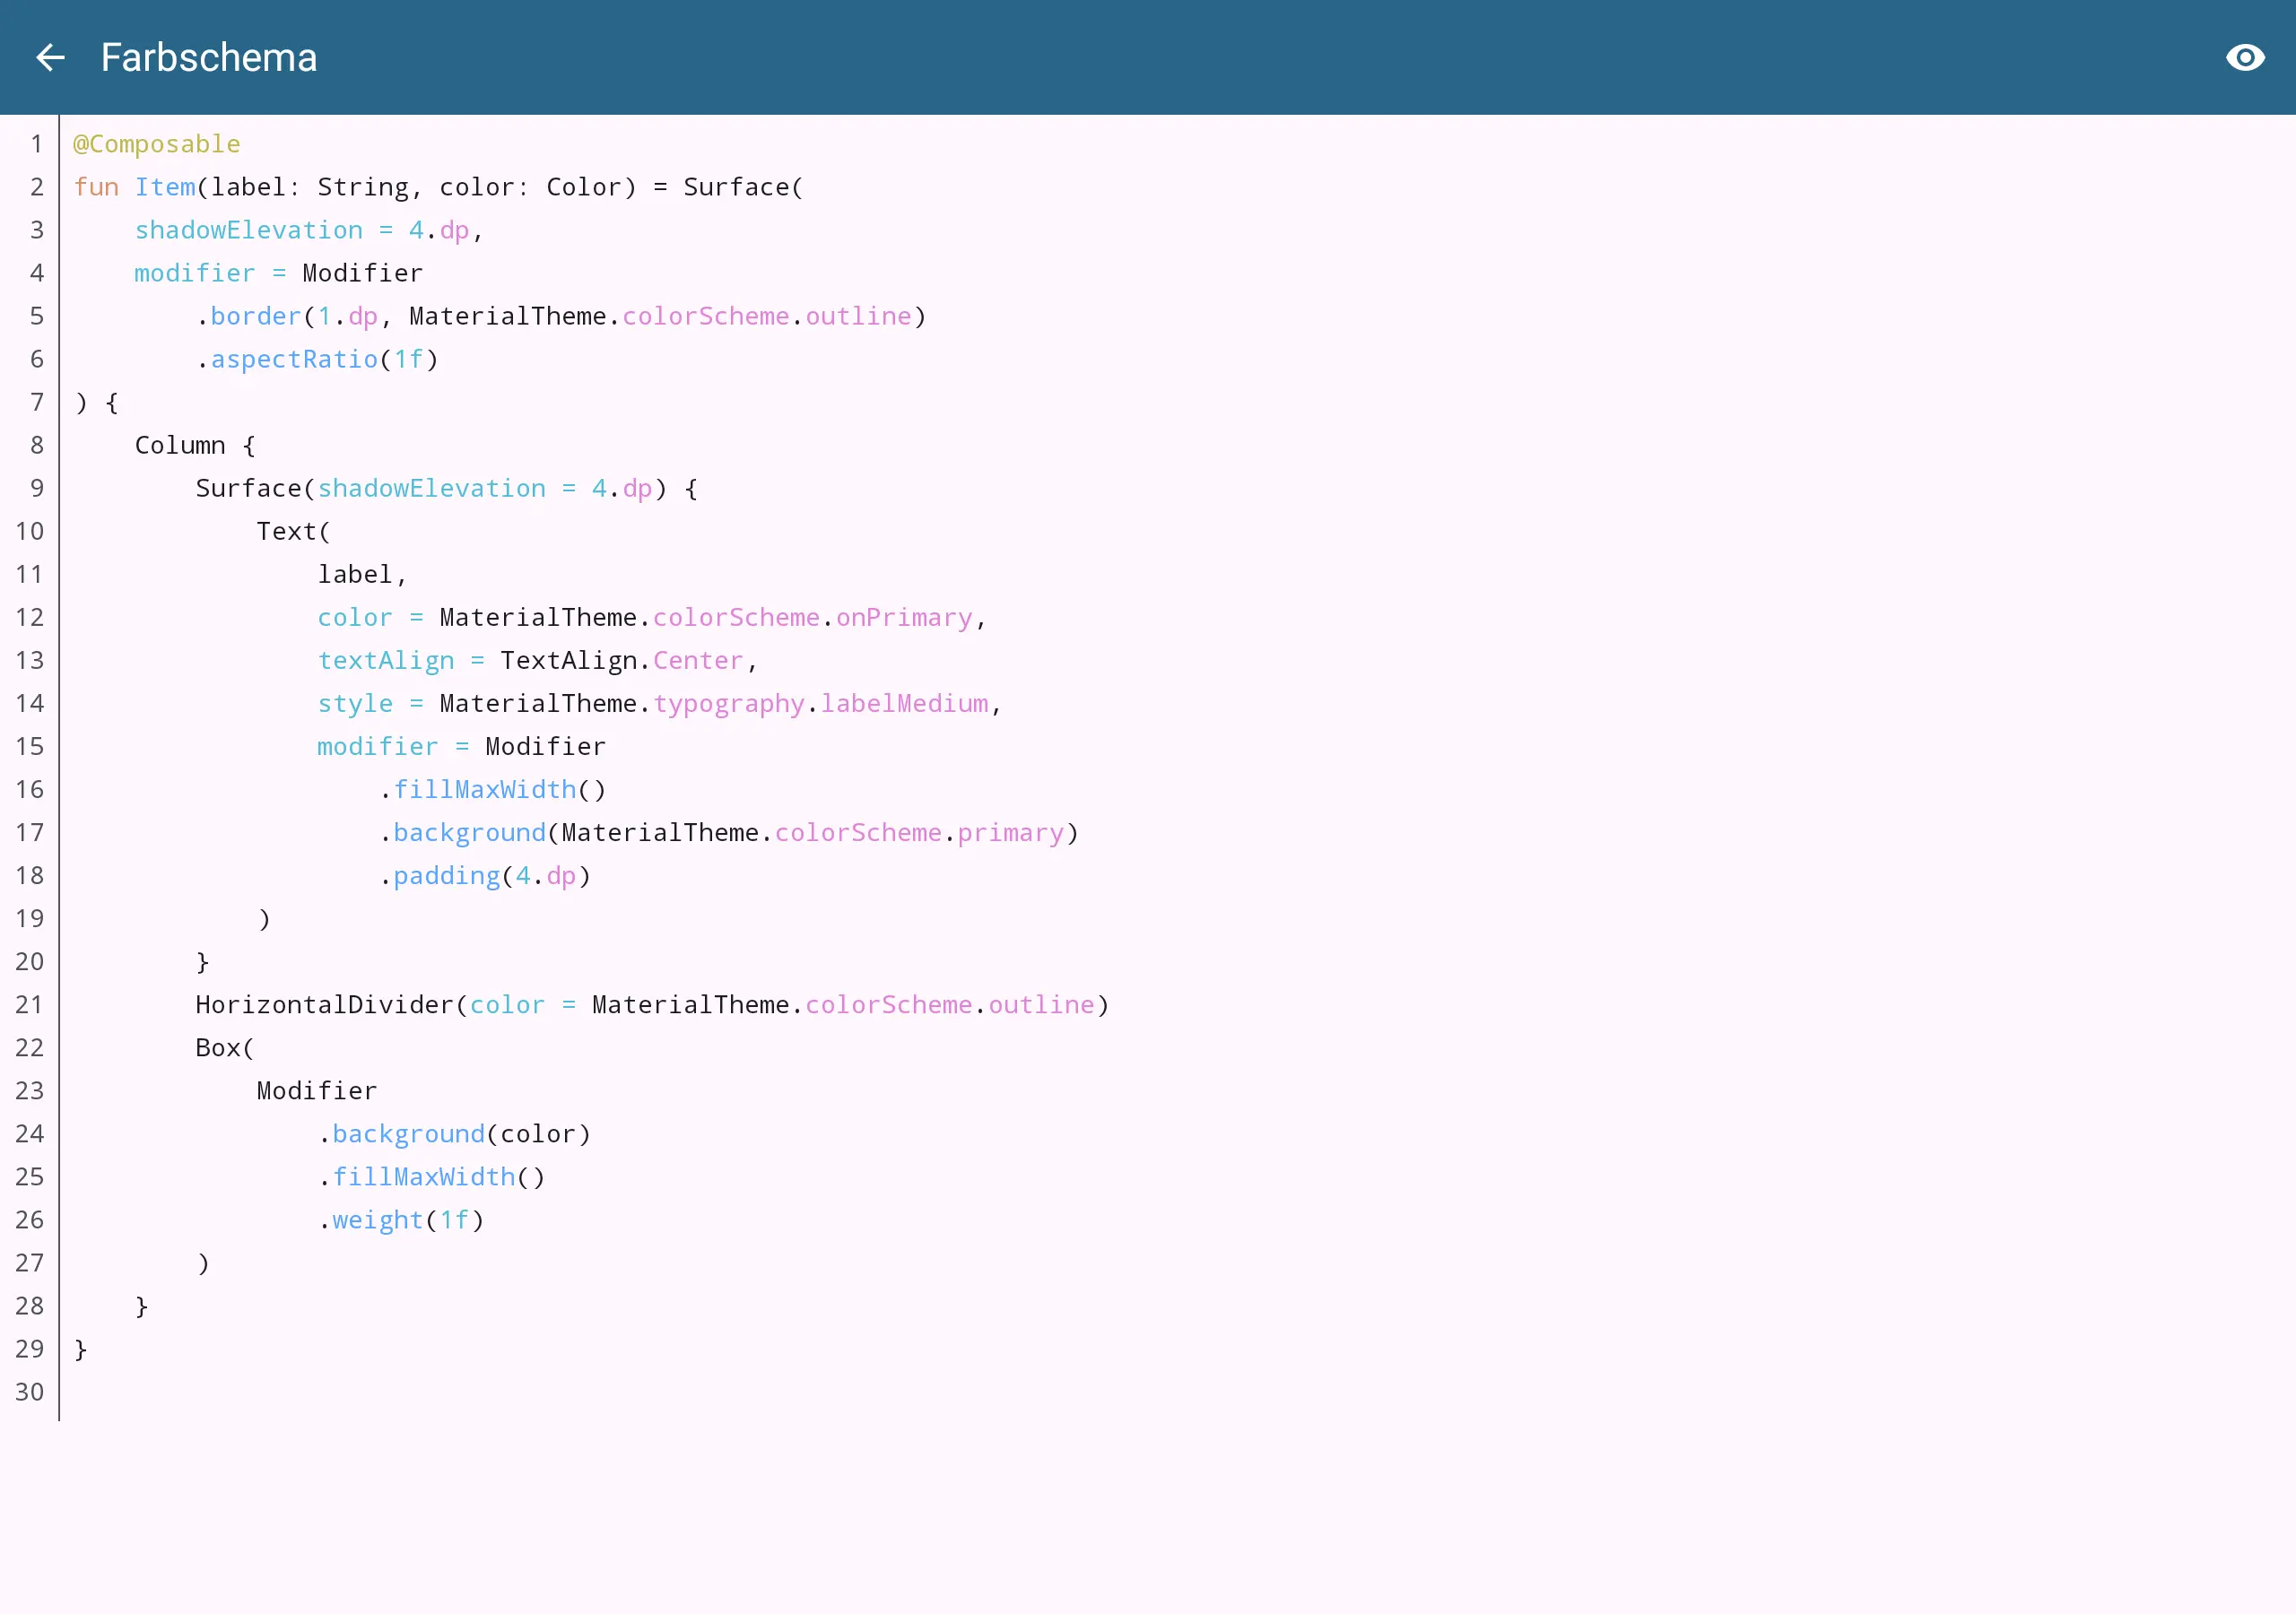 Farbschema
1 @Composable
2 fun Item(label: String, color: Color) = Surface(
3     shadowElevation = 4.dp,
4     modifier = Modifier
5         .border(1.dp, MaterialTheme.colorScheme.outline)
6         .aspectRatio(1f)
7 ) {
8     Column {
9         Surface(shadowElevation = 4.dp) {
10             Text(
11                 label,
12                 color = MaterialTheme.colorScheme.onPrimary,
13                 textAlign = TextAlign.Center,
14                 style = MaterialTheme.typography.labelMedium,
15                 modifier = Modifier
16                     .fillMaxWidth()
17                     .background(MaterialTheme.colorScheme.primary)
18                     .padding(4.dp)
19             )
20         }
21         HorizontalDivider(color = MaterialTheme.colorScheme.outline)
22         Box(
23             Modifier
24                 .background(color)
25                 .fillMaxWidth()
26                 .weight(1f)
27         )
28     }
29 }
30